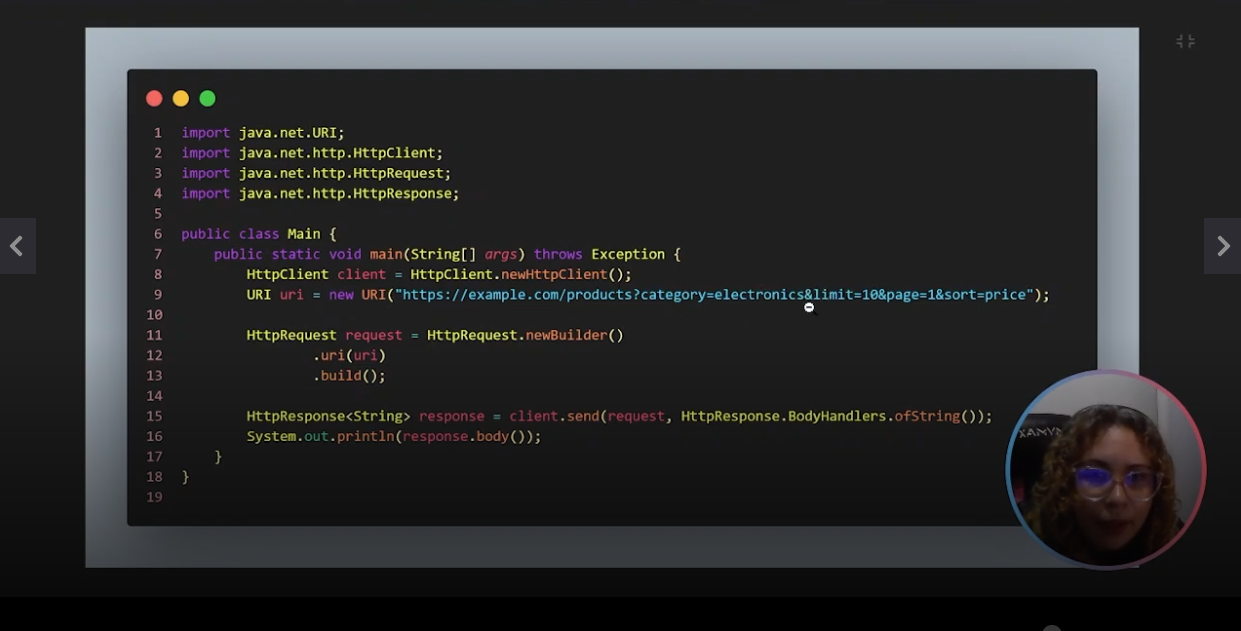 1 import java.net.URI;
2 import java.net.http.HttpClient;
3 import java.net.http.HttpRequest;
4 import java.net.http.HttpResponse;
5
6 public class Main {
7     public static void main(String[] args) throws Exception {
8         HttpClient client = HttpClient.newHttpClient();
9         URI uri = new URI("https://example.com/products?category=electronics&limit=10&page=1&sort=price");
10
11         HttpRequest request = HttpRequest.newBuilder()
12                 .uri(uri)
13                 .build();
14
15         HttpResponse<String> response = client.send(request, HttpResponse.BodyHandlers.ofString());
16         System.out.println(response.body());
17     }
18 }
19